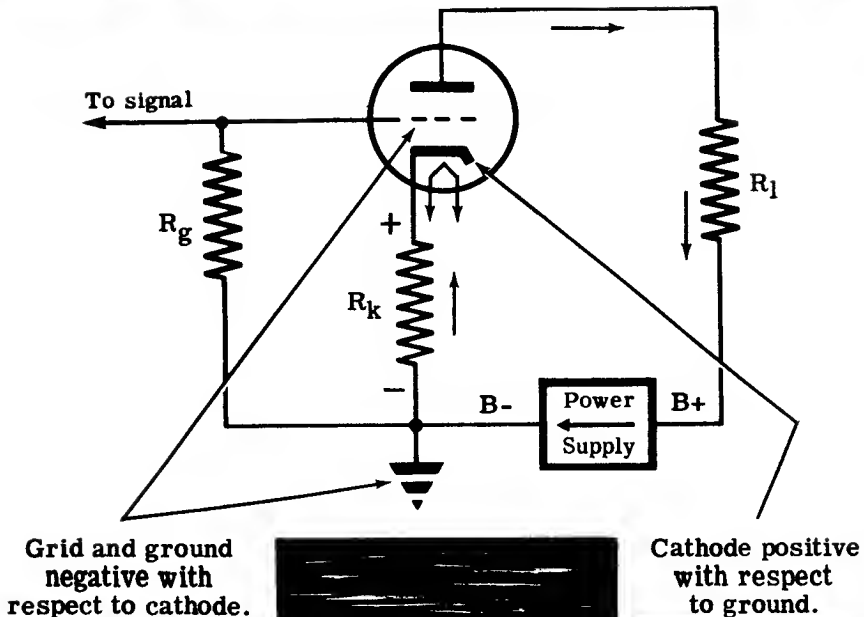 To signal
R_g
R_k
R_l
+
−
B-
Power
Supply
B+
Grid and ground
negative with
respect to cathode.
Cathode positive
with respect
to ground.